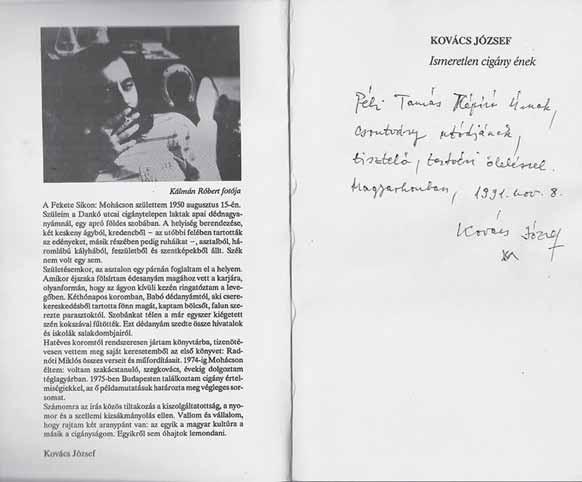 Kálmán Róbert fotója
A Fekete Síkon: Mohácson születtem 1950 augusztus 15-én.
Szüleim a Dankó utcai cigánytelepen laktak apai dédnagya-
nyámnál, egy apró földes szobában. A helyiség berendezése,
két keskeny ágyból, kredencből – az utóbbi felében tartották
az edényeket, másik részében pedig ruháikat –, asztalból, há-
romlábú kályhából, feszületből és szentképekből állt. Szék
nem volt egy sem.
Születésemkor, az asztalon egy párnán foglaltam el a helyem.
Amikor éjszaka fölsírtam édesanyám magához vett a karjára,
olyanformán, hogy az ágyon kívüli kezén ringatóztam a leve-
gőben. Kéthónapos koromban, Babó dédanyámtól, aki csere-
kereskedésből tartotta fönn magát, kaptam bölcsőt, falun sze-
rezte parasztoktól. Szobánkat télen a már egyszer kiégetett
szén kokszával fűtötték. Ezt dédanyám szedte össze hivatalok
és iskolák salakdombjairól.
Hatéves koromtól rendszeresen jártam könyvtárba, tizenöté-
vesen vettem meg saját keresetemből az első könyvet: Rad-
nóti Miklós összes verseit és műfordításait. 1974-ig Mohácson
éltem: voltam szakácstanuló, szegkovács, évekig dolgoztam
téglagyárban. 1975-ben Budapesten találkoztam cigány értel-
miségiekkel, az ő példamutatásuk határozta meg végleges sor-
somat.
Számomra az írás közös tiltakozás a kiszolgáltatottság, a nyo-
mor és a szellemi kizsákmányolás ellen. Vallom és vállalom,
hogy rajtam két aranypánt van: az egyik a magyar kultúra a
másik a cigányságom. Egyikről sem óhajtok lemondani.
Kovács József
KOVÁCS JÓZSEF
Ismeretlen cigány ének
Péli Tamás Képíró Úrnak,
Csontváry utódjának,
tisztelő, testvéri öleléssel.
Magyarhonban, 1991. nov. 8.
Kovács József